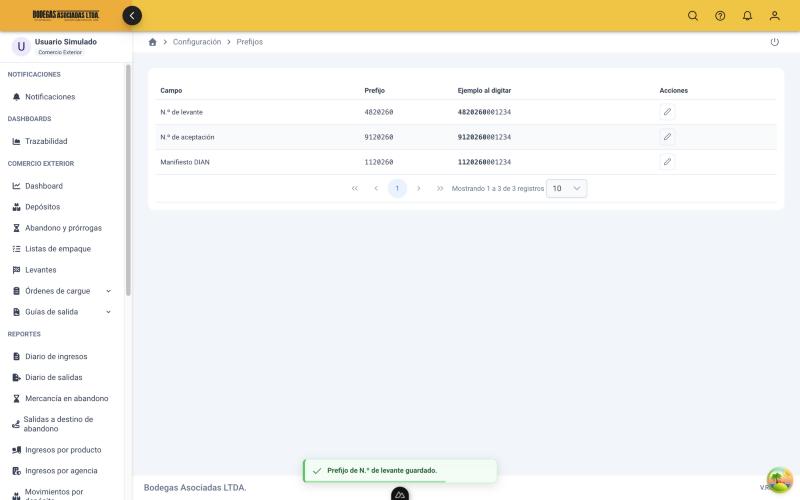 BODEGAS ASOCIADAS LTDA.
Usuario Simulado
Comercio Exterior
Configuración
Prefijos
NOTIFICACIONES
Notificaciones
DASHBOARDS
Trazabilidad
COMERCIO EXTERIOR
Dashboard
Depósitos
Abandono y prórrogas
Listas de empaque
Levantes
Órdenes de cargue
Guías de salida
REPORTES
Diario de ingresos
Diario de salidas
Mercancía en abandono
Salidas a destino de
abandono
Ingresos por producto
Ingresos por agencia
Movimientos por
Campo Prefijo Ejemplo al digitar Acciones
N.º de levante 4820260 4820260001234
N.º de aceptación 9120260 9120260001234
Manifiesto DIAN 1120260 1120260001234
1 Mostrando 1 a 3 de 3 registros 10
Prefijo de N.º de levante guardado.
Bodegas Asociadas LTDA.